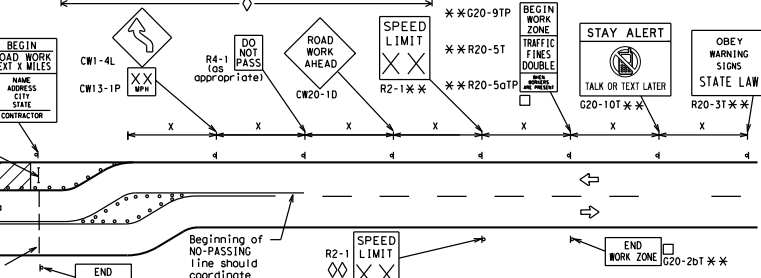 BEGIN
ROAD WORK
NEXT X MILES
NAME
ADDRESS
CITY
STATE
CONTRACTOR
CW1-4L
CW13-1P
XX
MPH
R4-1
(as
appropriate)
DO
NOT
PASS
ROAD
WORK
AHEAD
CW20-1D
SPEED
LIMIT
X X
R2-1**
**G20-9TP
**R20-5T
**R20-5aTP
BEGIN
WORK
ZONE
TRAFFIC
FINES
DOUBLE
WHEN
WORKERS
ARE PRESENT
STAY ALERT
TALK OR TEXT LATER
G20-10T**
OBEY
WARNING
SIGNS
STATE LAW
R20-3T**
X X X X X X X
Beginning of
NO-PASSING
line should
coordinate
R2-1
◊◊
SPEED
LIMIT
X X
END
WORK ZONE
G20-2bT**
END